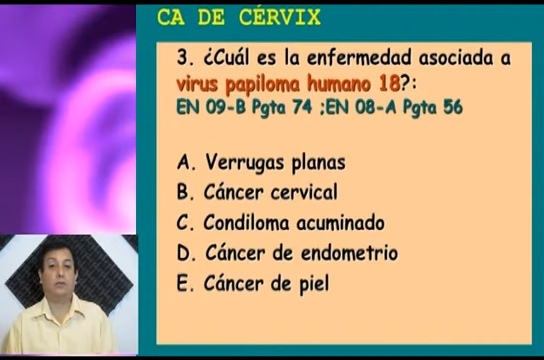 CA DE CÉRVIX
3. ¿Cuál es la enfermedad asociada a
virus papiloma humano 18?:
EN 09-B Pgta 74 ;EN 08-A Pgta 56
A. Verrugas planas
B. Cáncer cervical
C. Condiloma acuminado
D. Cáncer de endometrio
E. Cáncer de piel